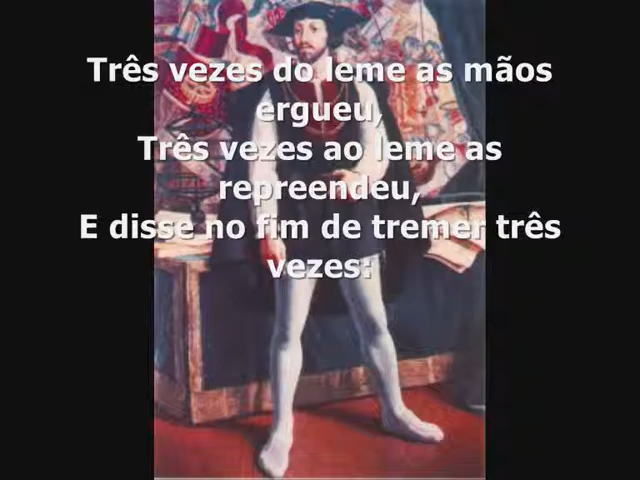 Três vezes do leme as mãos
ergueu,
Três vezes ao leme as
repreendeu,
E disse no fim de tremer três
vezes: